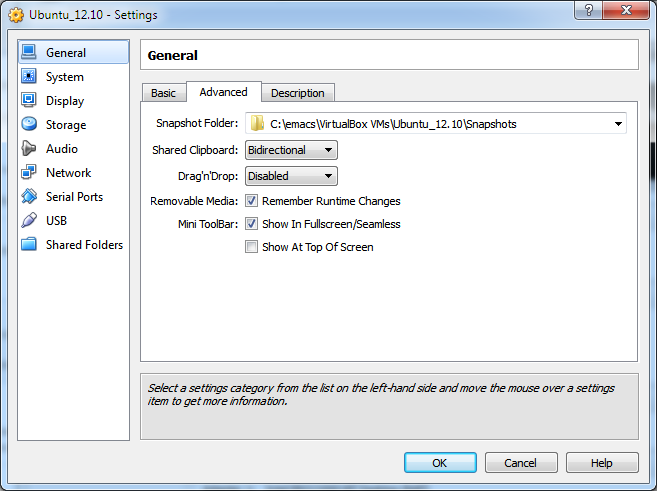 Ubuntu_12.10 - Settings
General
System
Display
Storage
Audio
Network
Serial Ports
USB
Shared Folders
General
Basic Advanced Description
Snapshot Folder: C:\emacs\VirtualBox VMs\Ubuntu_12.10\Snapshots
Shared Clipboard: Bidirectional
Drag'n'Drop: Disabled
Removable Media: Remember Runtime Changes
Mini ToolBar: Show In Fullscreen/Seamless
Show At Top Of Screen
Select a settings category from the list on the left-hand side and move the mouse over a settings
item to get more information.
OK Cancel Help